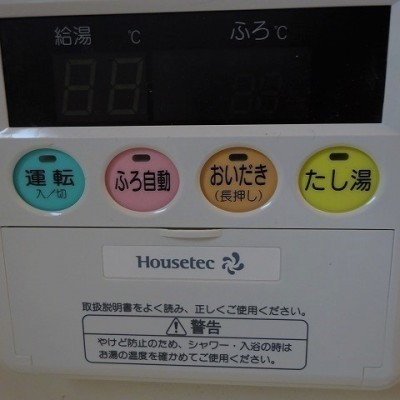 給湯 ℃ ふろ℃
運転 ふろ自動 おいだき たし湯
入/切 (長押し)
Housetec
取扱説明書をよく読み、正しくご使用ください。
警告
やけど防止のため、シャワー・入浴の時は
お湯の温度を確かめてご使用ください。